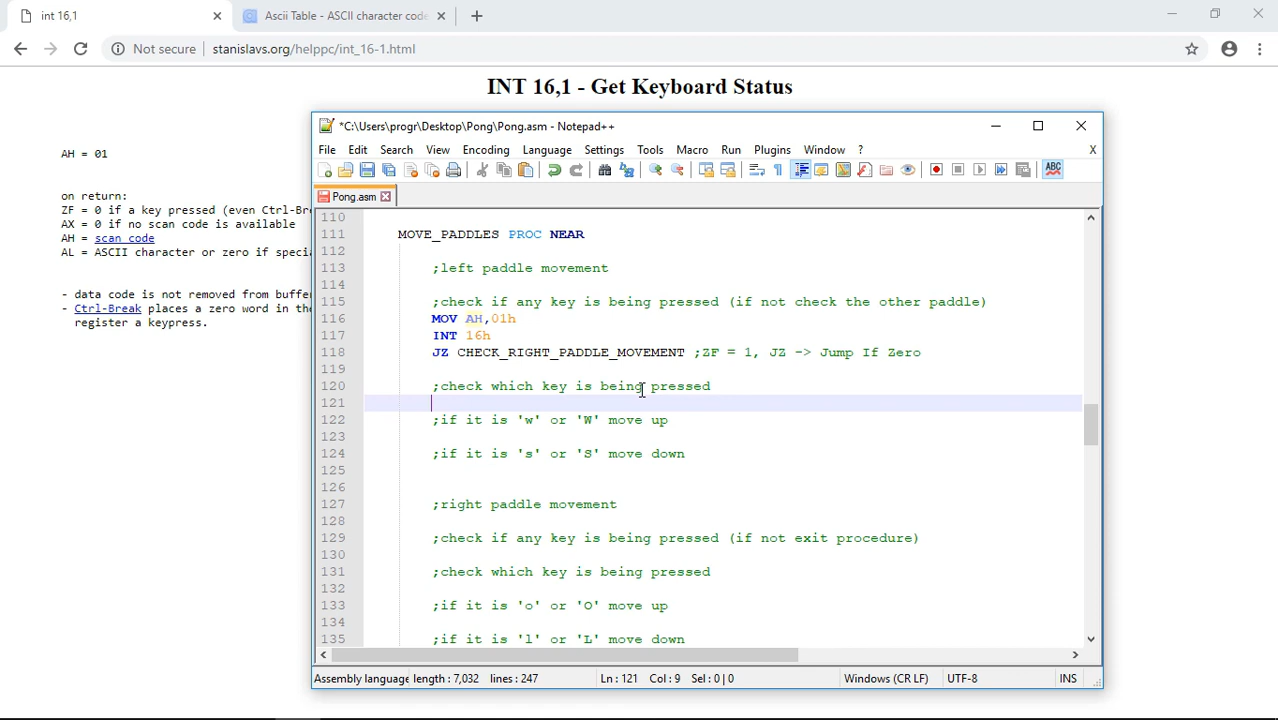 int 16,1
Ascii Table - ASCII character code
Not secure | stanislavs.org/helppc/int_16-1.html
INT 16,1 - Get Keyboard Status
AH = 01
on return:
ZF = 0 if a key pressed (even Ctrl-Br
AX = 0 if no scan code is available
AH = scan code
AL = ASCII character or zero if speci
- data code is not removed from buffe
- Ctrl-Break places a zero word in th
register a keypress.
*C:\Users\progr\Desktop\Pong\Pong.asm - Notepad++
File Edit Search View Encoding Language Settings Tools Macro Run Plugins Window ? X
ABC
Pong.asm
110
111 MOVE_PADDLES PROC NEAR
112
113 ;left paddle movement
114
115 ;check if any key is being pressed (if not check the other paddle)
116 MOV AH,01h
117 INT 16h
118 JZ CHECK_RIGHT_PADDLE_MOVEMENT ;ZF = 1, JZ -> Jump If Zero
119
120 ;check which key is being pressed
121
122 ;if it is 'w' or 'W' move up
123
124 ;if it is 's' or 'S' move down
125
126
127 ;right paddle movement
128
129 ;check if any key is being pressed (if not exit procedure)
130
131 ;check which key is being pressed
132
133 ;if it is 'o' or 'O' move up
134
135 ;if it is 'l' or 'L' move down
Assembly language length : 7,032 lines : 247 Ln : 121 Col : 9 Sel : 0 | 0 Windows (CR LF) UTF-8 INS